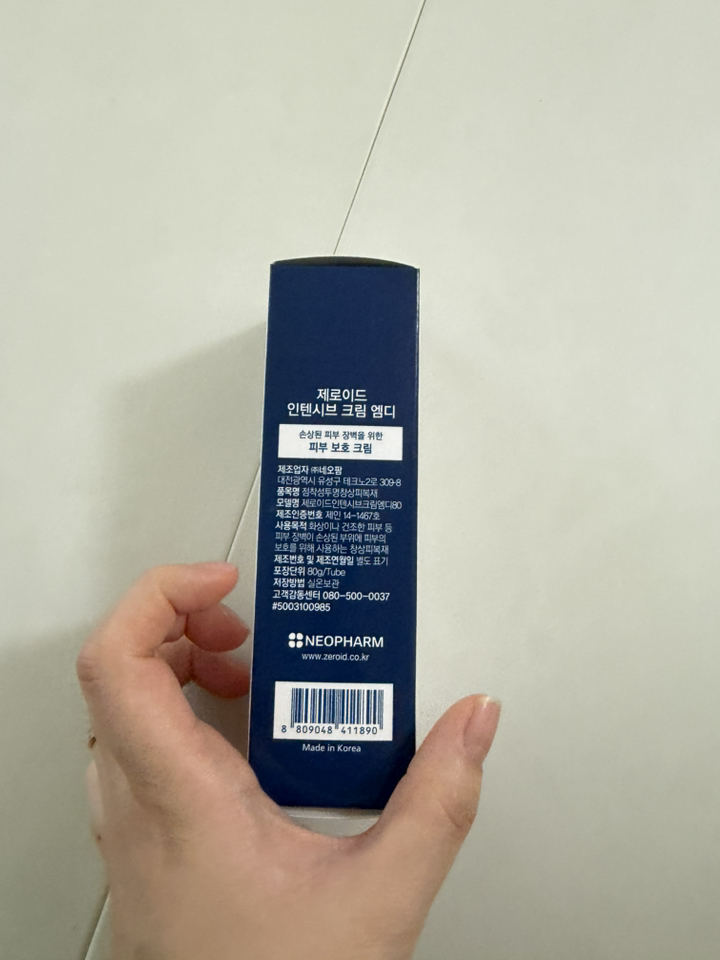 제로이드
인텐시브 크림 엠디
손상된 피부 장벽을 위한
피부 보호 크림
제조업자 ㈜네오팜
대전광역시 유성구 테크노2로 309-8
품목명 점착성투명창상피복재
모델명 제로이드인텐시브크림엠디80
제조인증번호 제인 14-1467호
사용목적 화상이나 건조한 피부 등
피부 장벽이 손상된 부위에 피부의
보호를 위해 사용하는 창상피복재
제조번호 및 제조연월일 별도 표기
포장단위 80g/Tube
저장방법 실온보관
고객감동센터 080-500-0037
#5003100985
NEOPHARM
www.zeroid.co.kr
8 809048 411890
Made in Korea